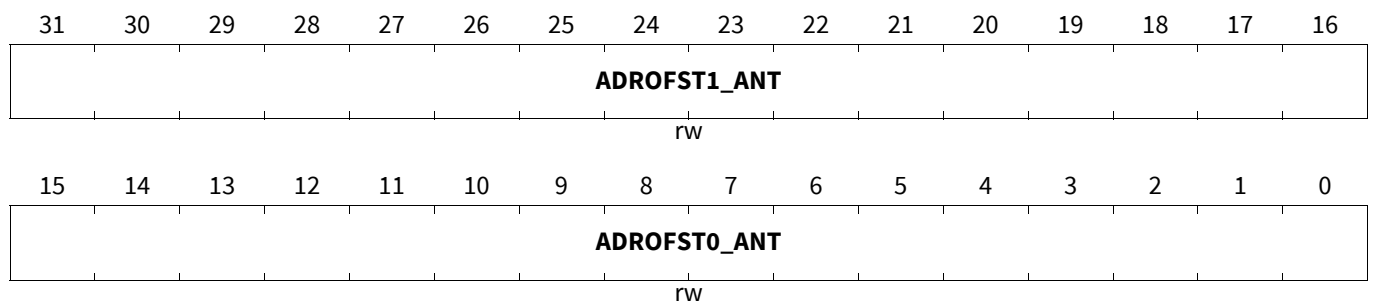 31 30 29 28 27 26 25 24 23 22 21 20 19 18 17 16
ADROFST1_ANT
rw
15 14 13 12 11 10 9 8 7 6 5 4 3 2 1 0
ADROFST0_ANT
rw